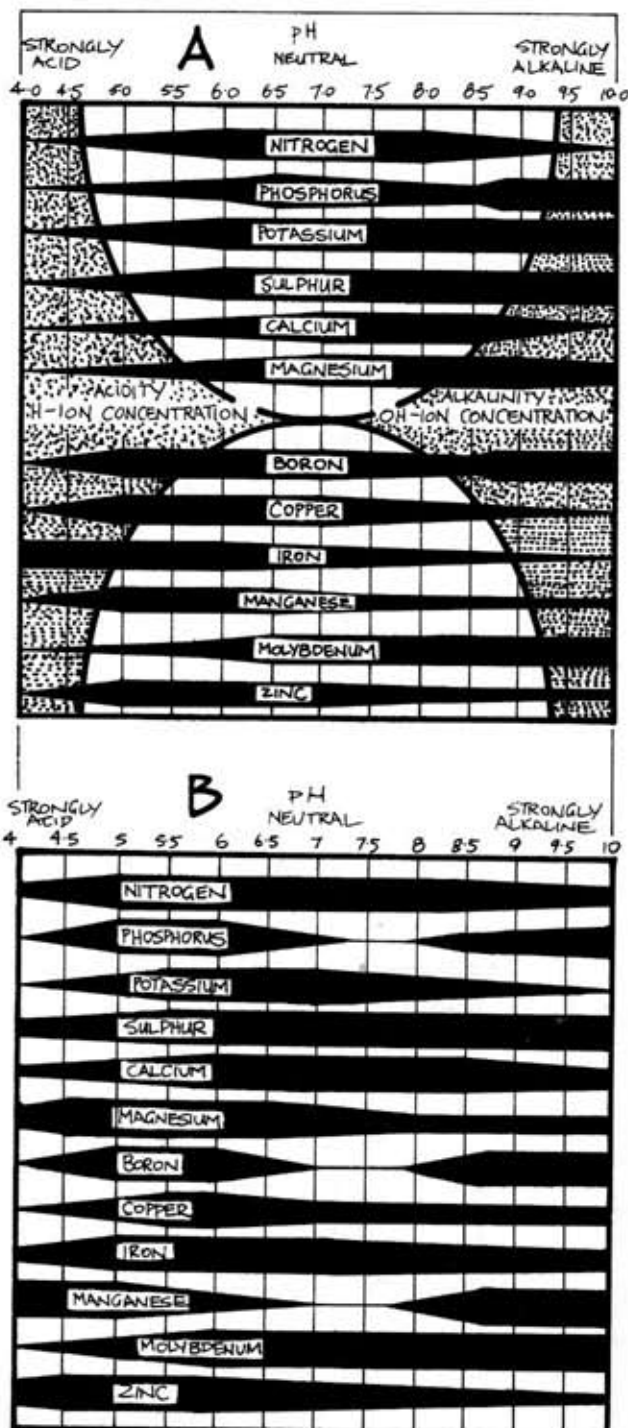 STRONGLY ACID A pH NEUTRAL STRONGLY ALKALINE
4·0 4·5 5·0 5·5 6·0 6·5 7·0 7·5 8·0 8·5 9·0 9·5 10·0
NITROGEN
PHOSPHORUS
POTASSIUM
SULPHUR
CALCIUM
MAGNESIUM
ACIDITY ALKALINITY
H-ION CONCENTRATION OH-ION CONCENTRATION
BORON
COPPER
IRON
MANGANESE
MOLYBDENUM
ZINC
STRONGLY ACID B pH NEUTRAL STRONGLY ALKALINE
4 4·5 5 5·5 6 6·5 7 7·5 8 8·5 9 9·5 10
NITROGEN
PHOSPHORUS
POTASSIUM
SULPHUR
CALCIUM
MAGNESIUM
BORON
COPPER
IRON
MANGANESE
MOLYBDENUM
ZINC